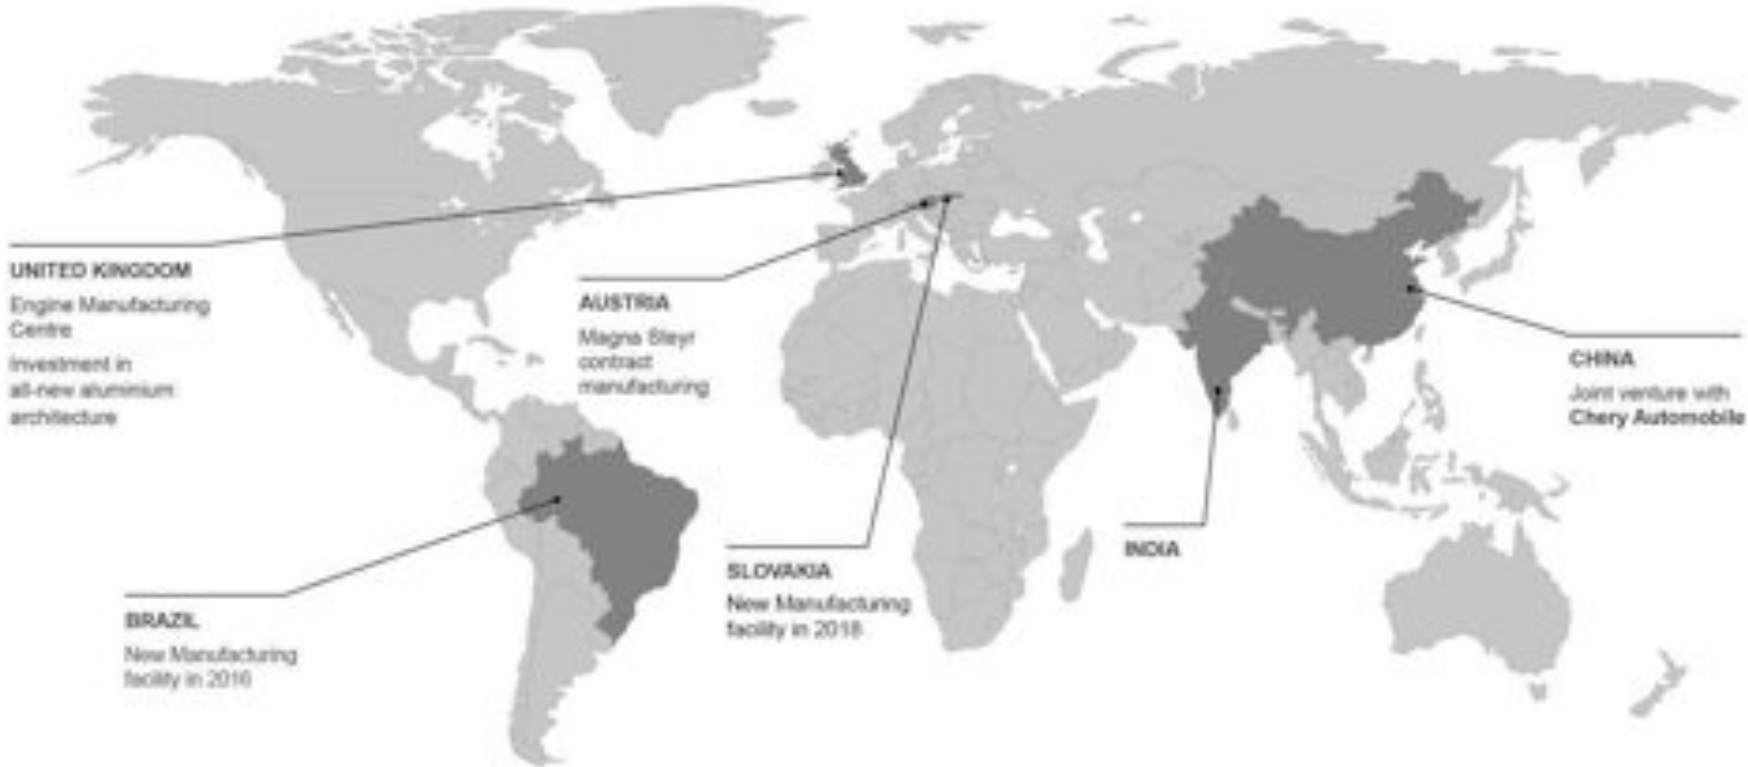 UNITED KINGDOM
Engine Manufacturing
Centre
Investment in
all-new aluminium
architecture
AUSTRIA
Magna Steyr
contract
manufacturing
CHINA
Joint venture with
Chery Automobile
INDIA
SLOVAKIA
New Manufacturing
facility in 2018
BRAZIL
New Manufacturing
facility in 2016